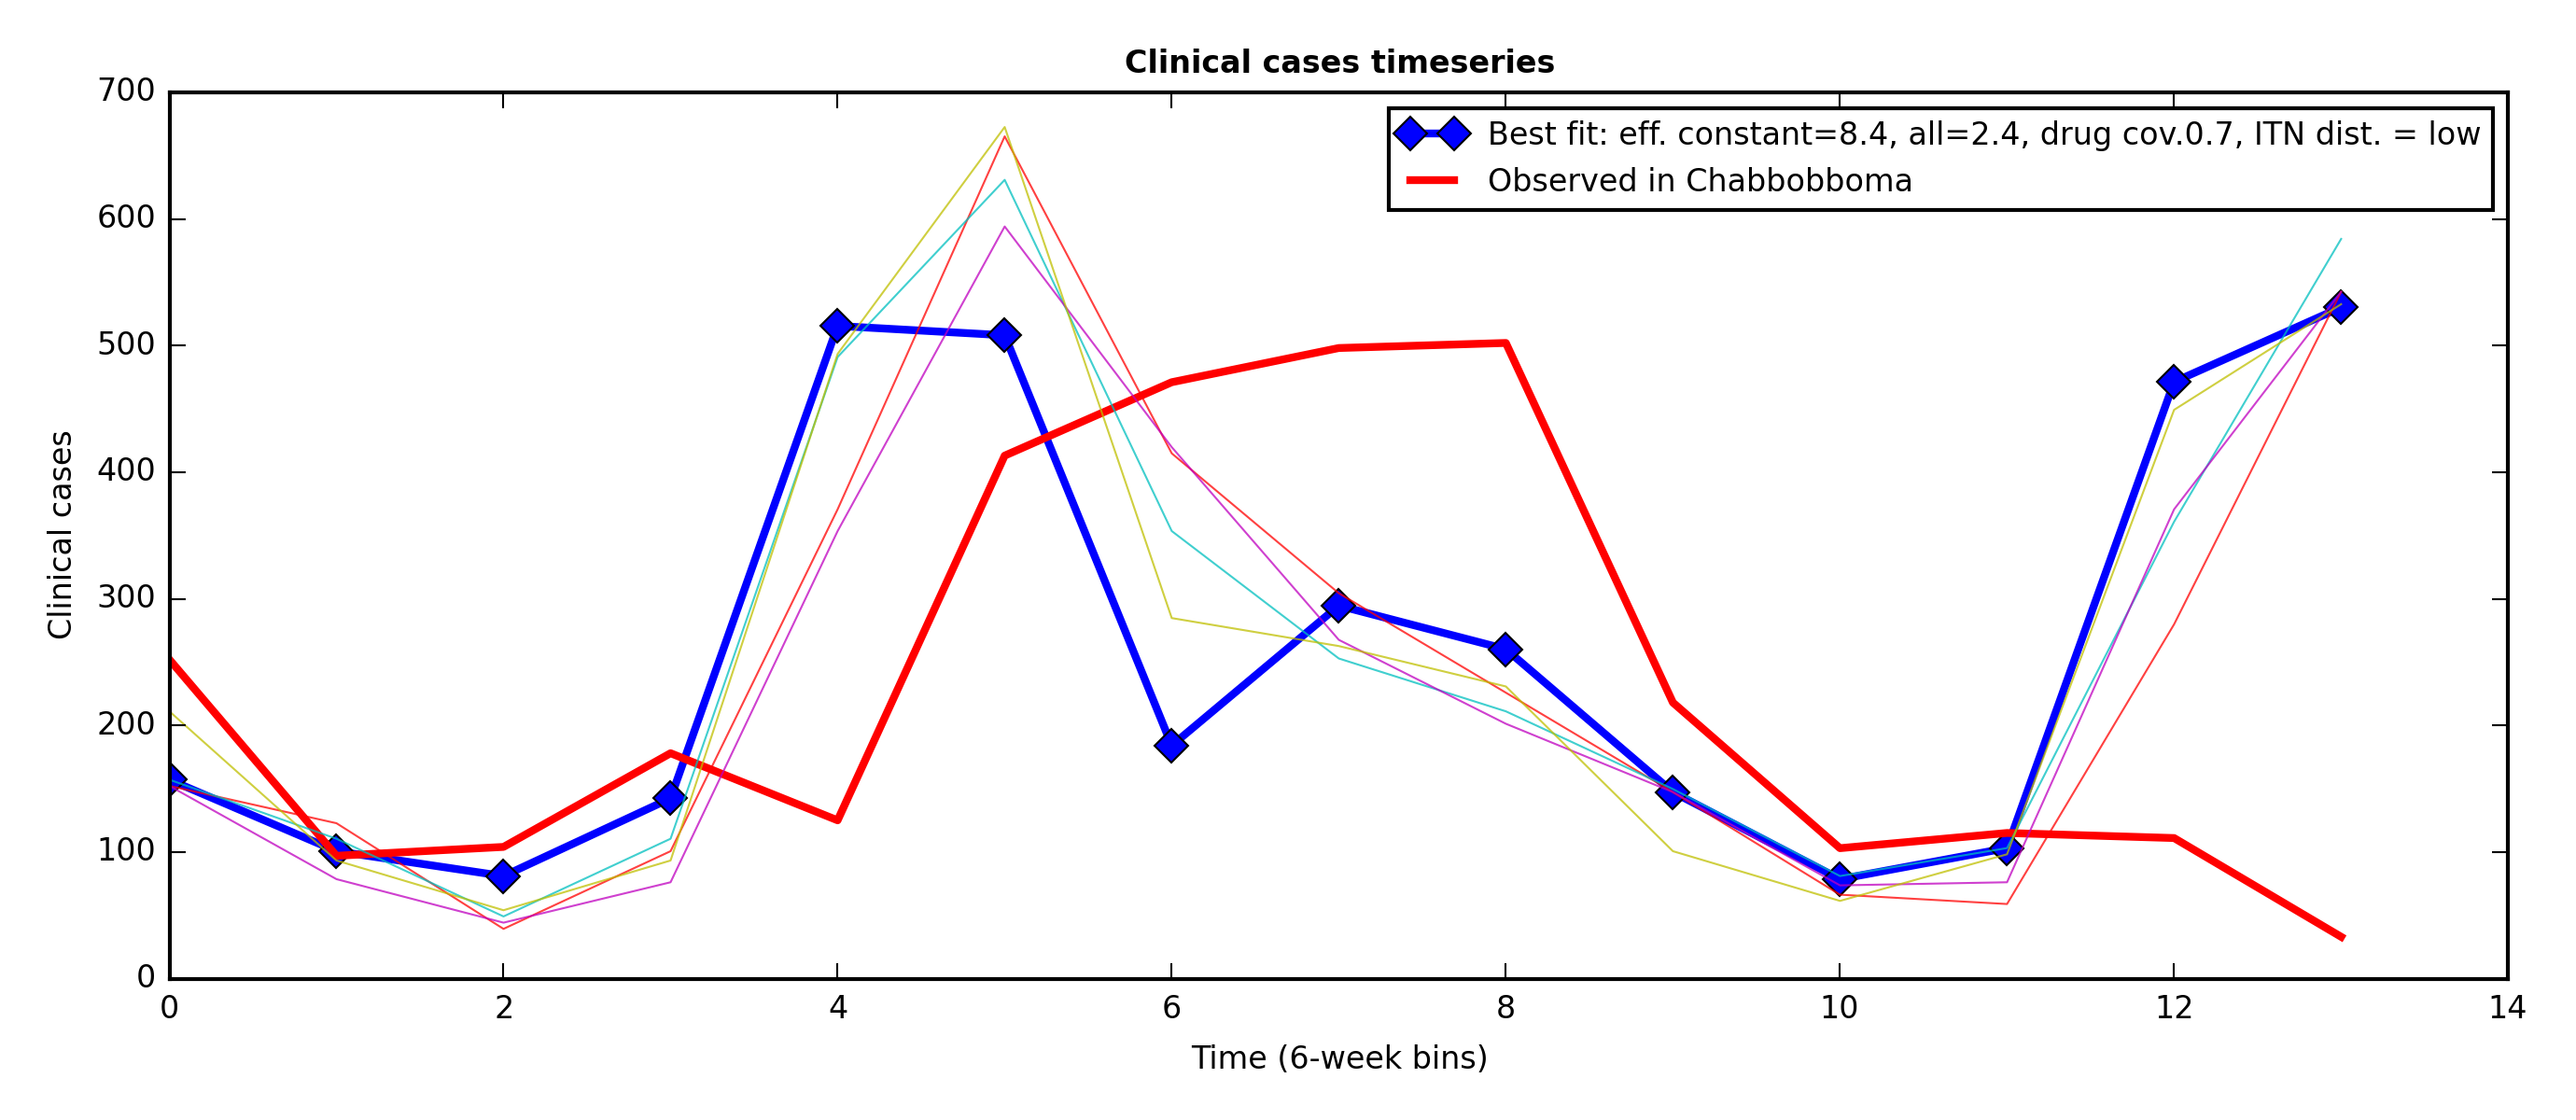 Clinical cases timeseries
700
600
500
400
300
200
100
0
Clinical cases
Best fit: eff. constant=8.4, all=2.4, drug cov.0.7, ITN dist. = low
Observed in Chabbobboma
0 2 4 6 8 10 12 14
Time (6-week bins)